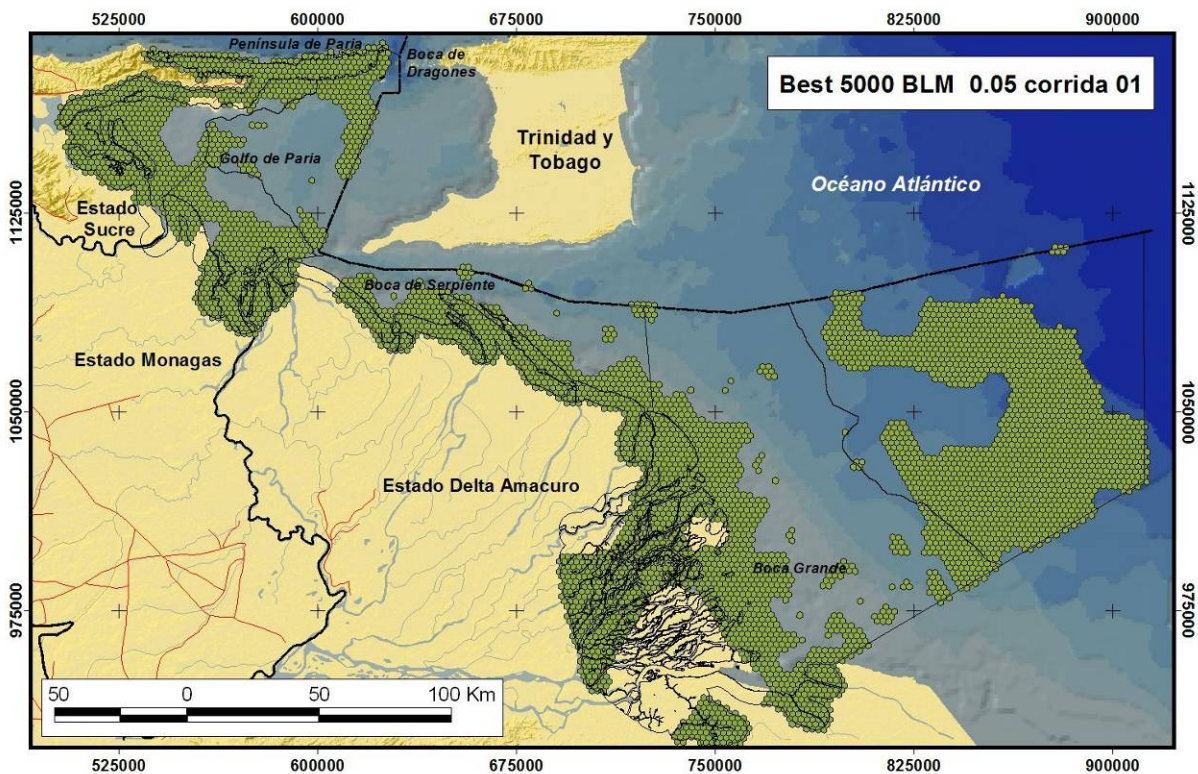 525000 600000 675000 750000 825000 900000
Península de Paria
Boca de
Dragones
Best 5000 BLM 0.05 corrida 01
Trinidad y
Tobago
Golfo de Paria
Océano Atlántico
1125000
1125000
Estado
Sucre
Boca de Serpiente
Estado Monagas
1050000
1050000
Estado Delta Amacuro
Boca Grande
975000
975000
50 0 50 100 Km
525000 600000 675000 750000 825000 900000